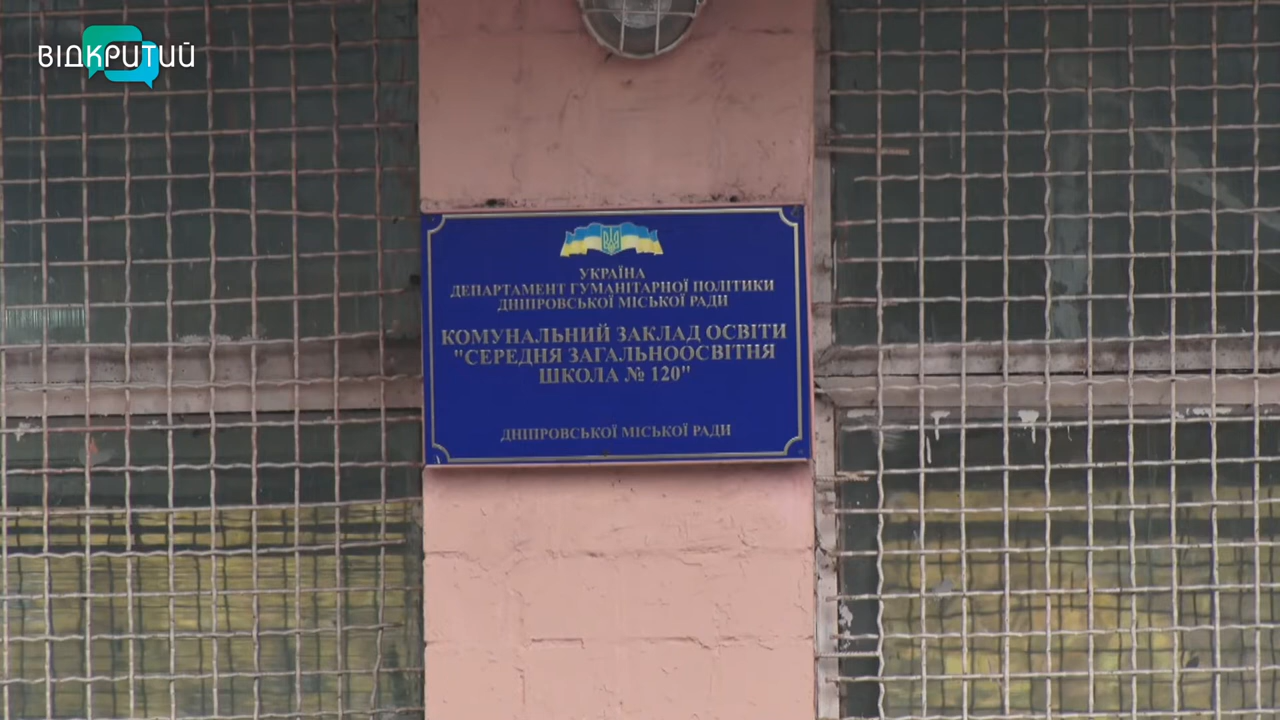 ВІДКРИТИЙ
УКРАЇНА
ДЕПАРТАМЕНТ ГУМАНІТАРНОЇ ПОЛІТИКИ
ДНІПРОВСЬКОЇ МІСЬКОЇ РАДИ
КОМУНАЛЬНИЙ ЗАКЛАД ОСВІТИ
"СЕРЕДНЯ ЗАГАЛЬНООСВІТНЯ
ШКОЛА № 120"
ДНІПРОВСЬКОЇ МІСЬКОЇ РАДИ